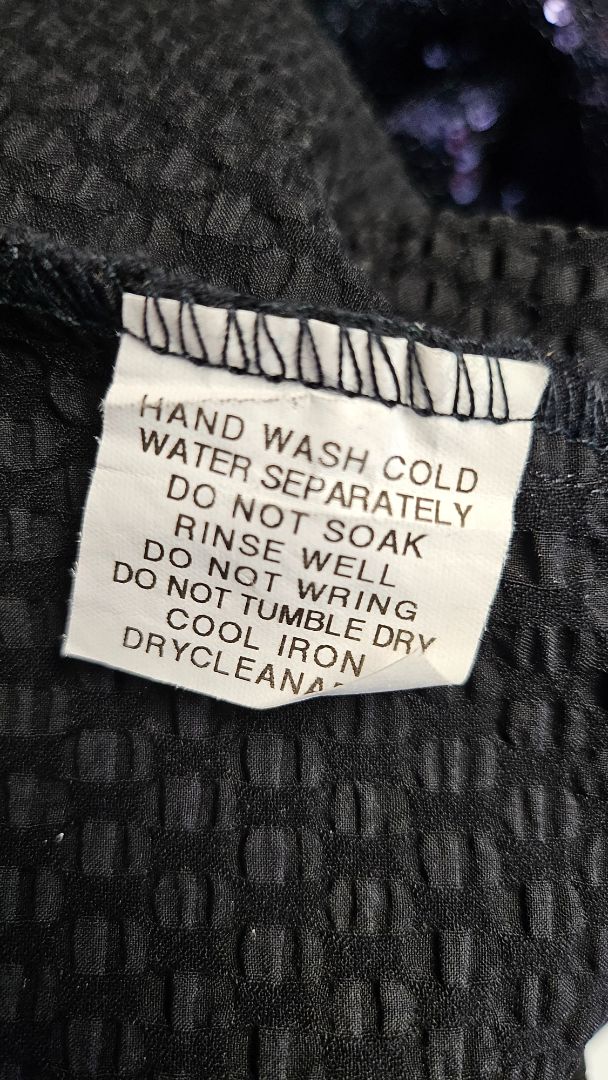 HAND WASH COLD
WATER SEPARATELY
DO NOT SOAK
RINSE WELL
DO NOT WRING
DO NOT TUMBLE DRY
COOL IRON